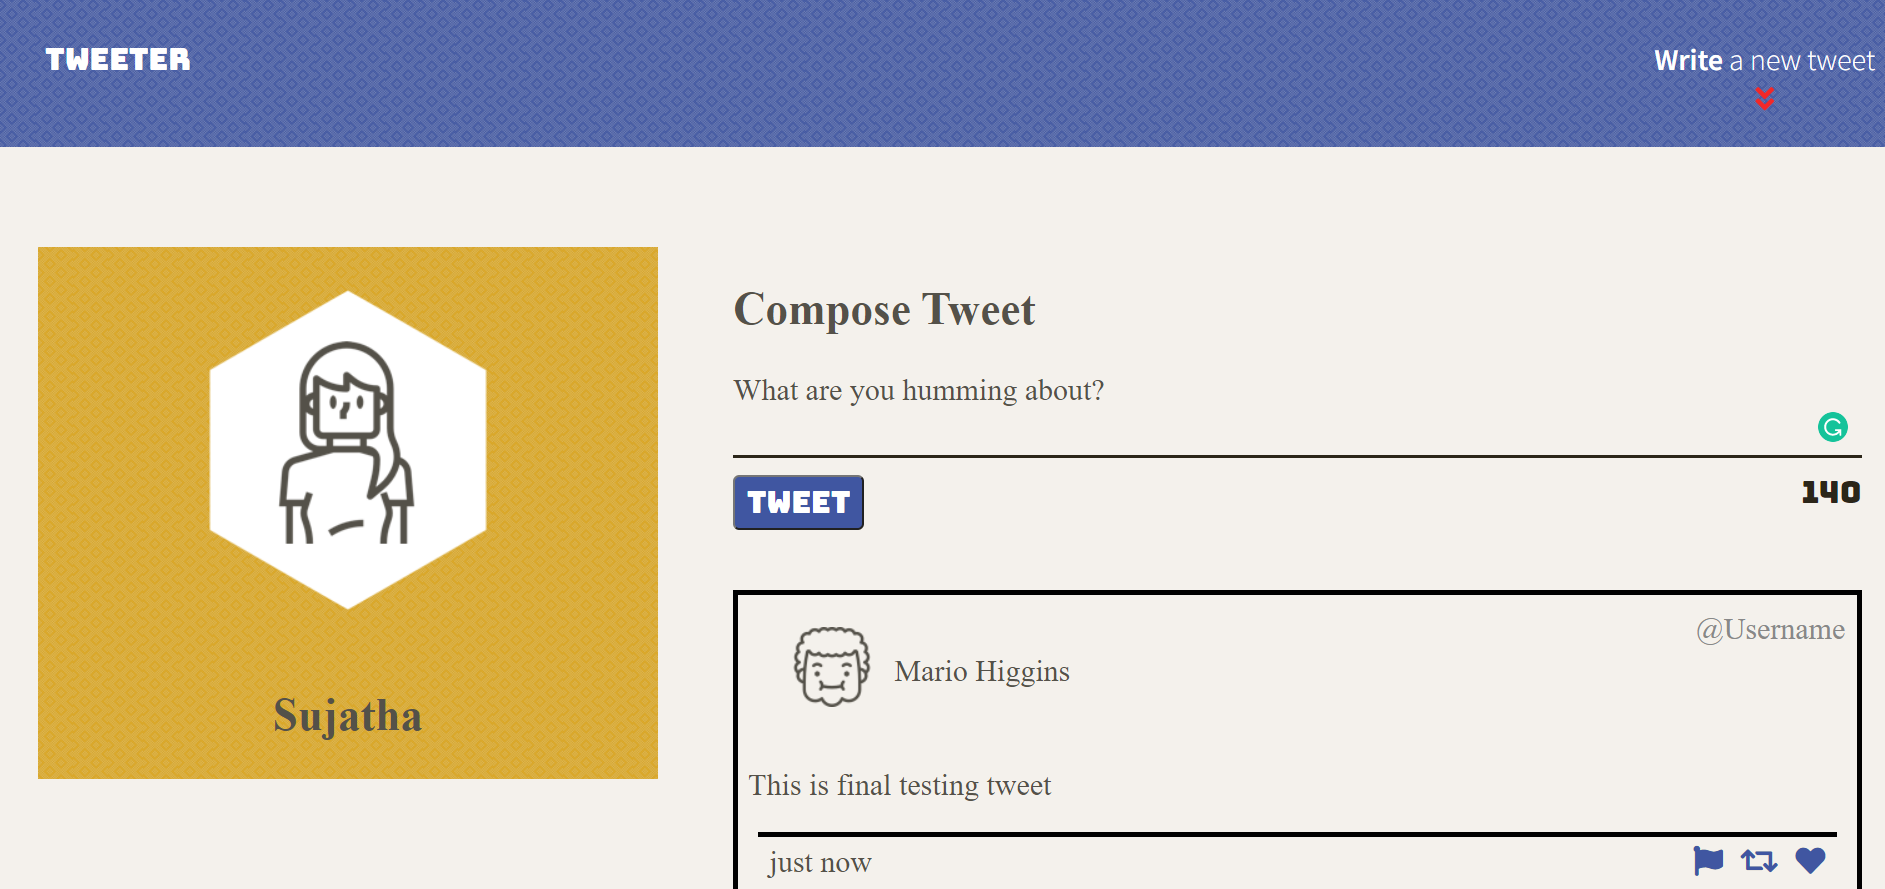 TWEETER
Write a new tweet
Sujatha
Compose Tweet
What are you humming about?
TWEET
140
@Username
Mario Higgins
This is final testing tweet
just now